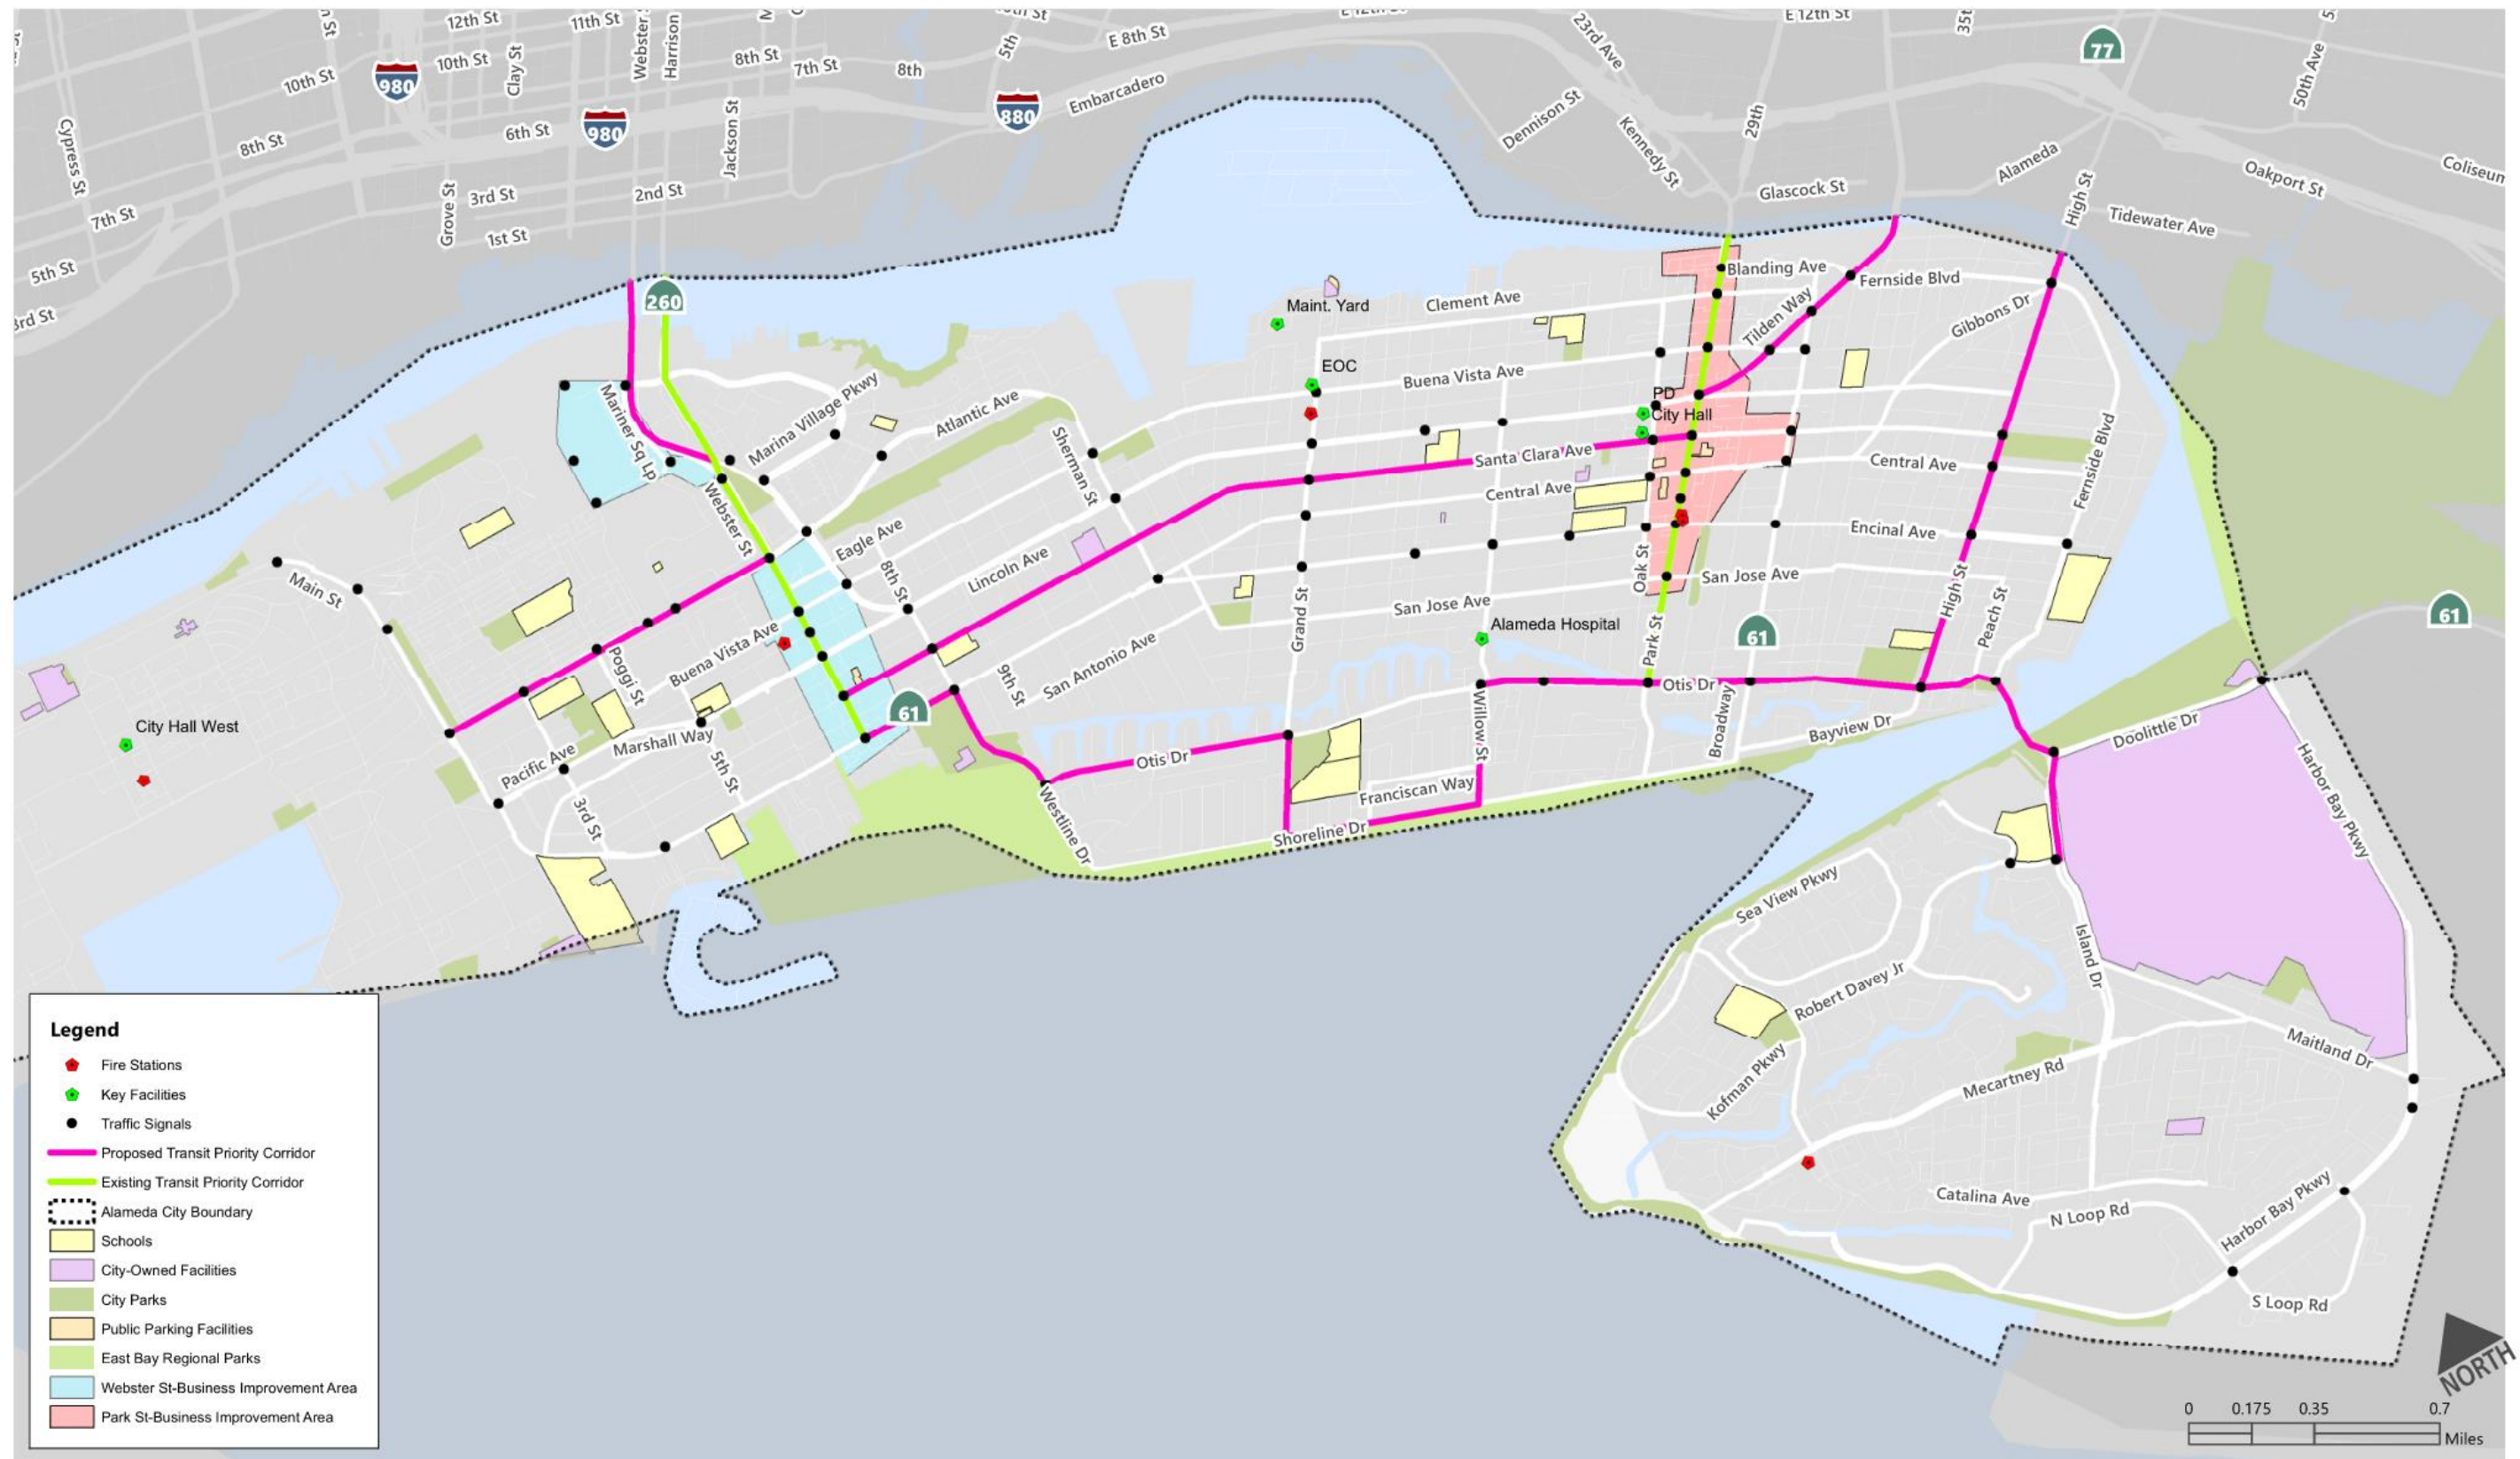 12th St
11th St
Webster
Harrison
E 12th St
77
10th St
Clay St
10th St
8th St
7th St
8th
5th
E 8th St
23rd Ave
50th Ave
980
980
880
Embarcadero
Cypress St
8th St
6th St
Jackson St
Dennison St
Kennedy St
29th
Alameda
Oakport St
Coliseum
7th St
Grove St
3rd St
2nd St
1st St
Glascock St
High St
Tidewater Ave
5th St
3rd St
260
Maint. Yard
Clement Ave
Blanding Ave
Fernside Blvd
Tilden Way
Gibbons Dr
EOC
Buena Vista Ave
Mariner Sq Lp
Marina Village Pkwy
Atlantic Ave
Sherman St
PD
City Hall
Santa Clara Ave
Central Ave
Central Ave
Fernside Blvd
Webster St
Eagle Ave
Lincoln Ave
8th St
Encinal Ave
Main St
Oak St
San Jose Ave
San Jose Ave
High St
Peach St
61
61
Grand St
Alameda Hospital
Park St
Poggi St
Buena Vista Ave
9th St
San Antonio Ave
61
Otis Dr
Willow St
Broadway
Bayview Dr
Doolittle Dr
Harbor Bay Pkwy
City Hall West
Marshall Way
Pacific Ave
5th St
Otis Dr
Franciscan Way
3rd St
Westline Dr
Shoreline Dr
Sea View Pkwy
Island Dr
Robert Davey Jr
Kofman Pkwy
Mecartney Rd
Maitland Dr
Catalina Ave
N Loop Rd
Harbor Bay Pkwy
S Loop Rd
Legend
Fire Stations
Key Facilities
Traffic Signals
Proposed Transit Priority Corridor
Existing Transit Priority Corridor
Alameda City Boundary
Schools
City-Owned Facilities
City Parks
Public Parking Facilities
East Bay Regional Parks
Webster St-Business Improvement Area
Park St-Business Improvement Area
NORTH
0 0.175 0.35 0.7
Miles